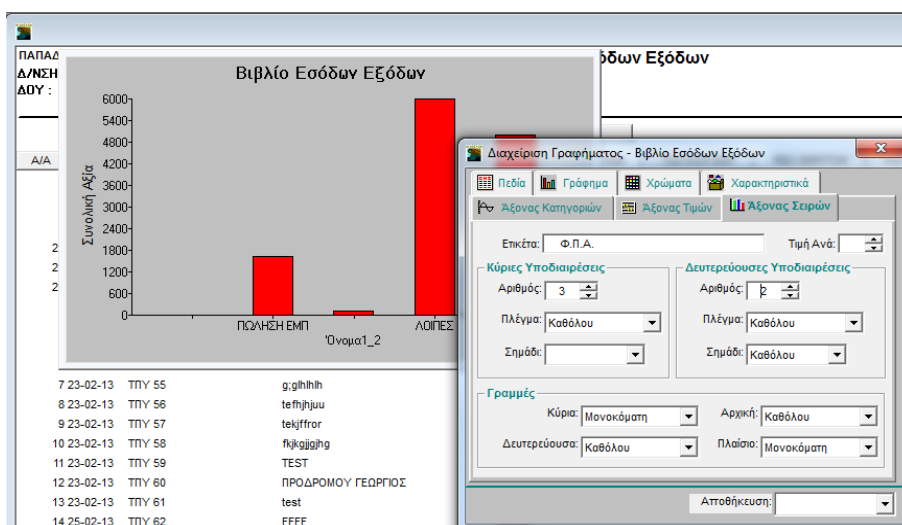 ΠΑΠΑΔ
όδων Εξόδων
Δ/ΝΣΗ
ΔΟΥ :
Α/Α
2
2
2
Βιβλίο Εσόδων Εξόδων
Συνολική Αξία
6000
5400
4800
4200
3600
3000
2400
1800
1200
600
0
ΠΩΛΗΣΗ ΕΜΠ
ΛΟΙΠΕΣ
Όνομα1_2
7 23-02-13 ΤΠΥ 55 g;glhlhlh
8 23-02-13 ΤΠΥ 56 tefhjhjuu
9 23-02-13 ΤΠΥ 57 tekjffror
10 23-02-13 ΤΠΥ 58 fkjkgjjgjhg
11 23-02-13 ΤΠΥ 59 TEST
12 23-02-13 ΤΠΥ 60 ΠΡΟΔΡΟΜΟΥ ΓΕΩΡΓΙΟΣ
13 23-02-13 ΤΠΥ 61 test
14 25-02-13 ΤΠΥ 62 FFFF
Διαχείριση Γραφήματος - Βιβλίο Εσόδων Εξόδων
Πεδία Γράφημα Χρώματα Χαρακτηριστικά
Άξονας Κατηγοριών Άξονας Τιμών Άξονας Σειρών
Ετικέτα: Φ.Π.Α. Τιμή Ανά:
Κύριες Υποδιαιρέσεις Δευτερεύουσες Υποδιαιρέσεις
Αριθμός: 3 Αριθμός: 2
Πλέγμα: Καθόλου Πλέγμα: Καθόλου
Σημάδι: Σημάδι: Καθόλου
Γραμμές
Κύρια: Μονοκόματη Αρχική: Καθόλου
Δευτερεύουσα: Καθόλου Πλαίσιο: Μονοκόματη
Αποθήκευση: